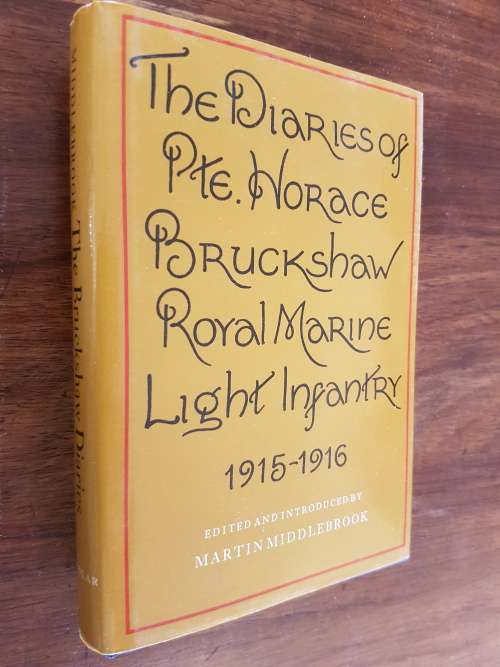 The Diaries of
Pte. Horace
Bruckshaw
Royal Marine
Light Infantry
1915-1916
EDITED AND INTRODUCED BY
MARTIN MIDDLEBROOK
MIDDLEBROOK The Bruckshaw Diaries